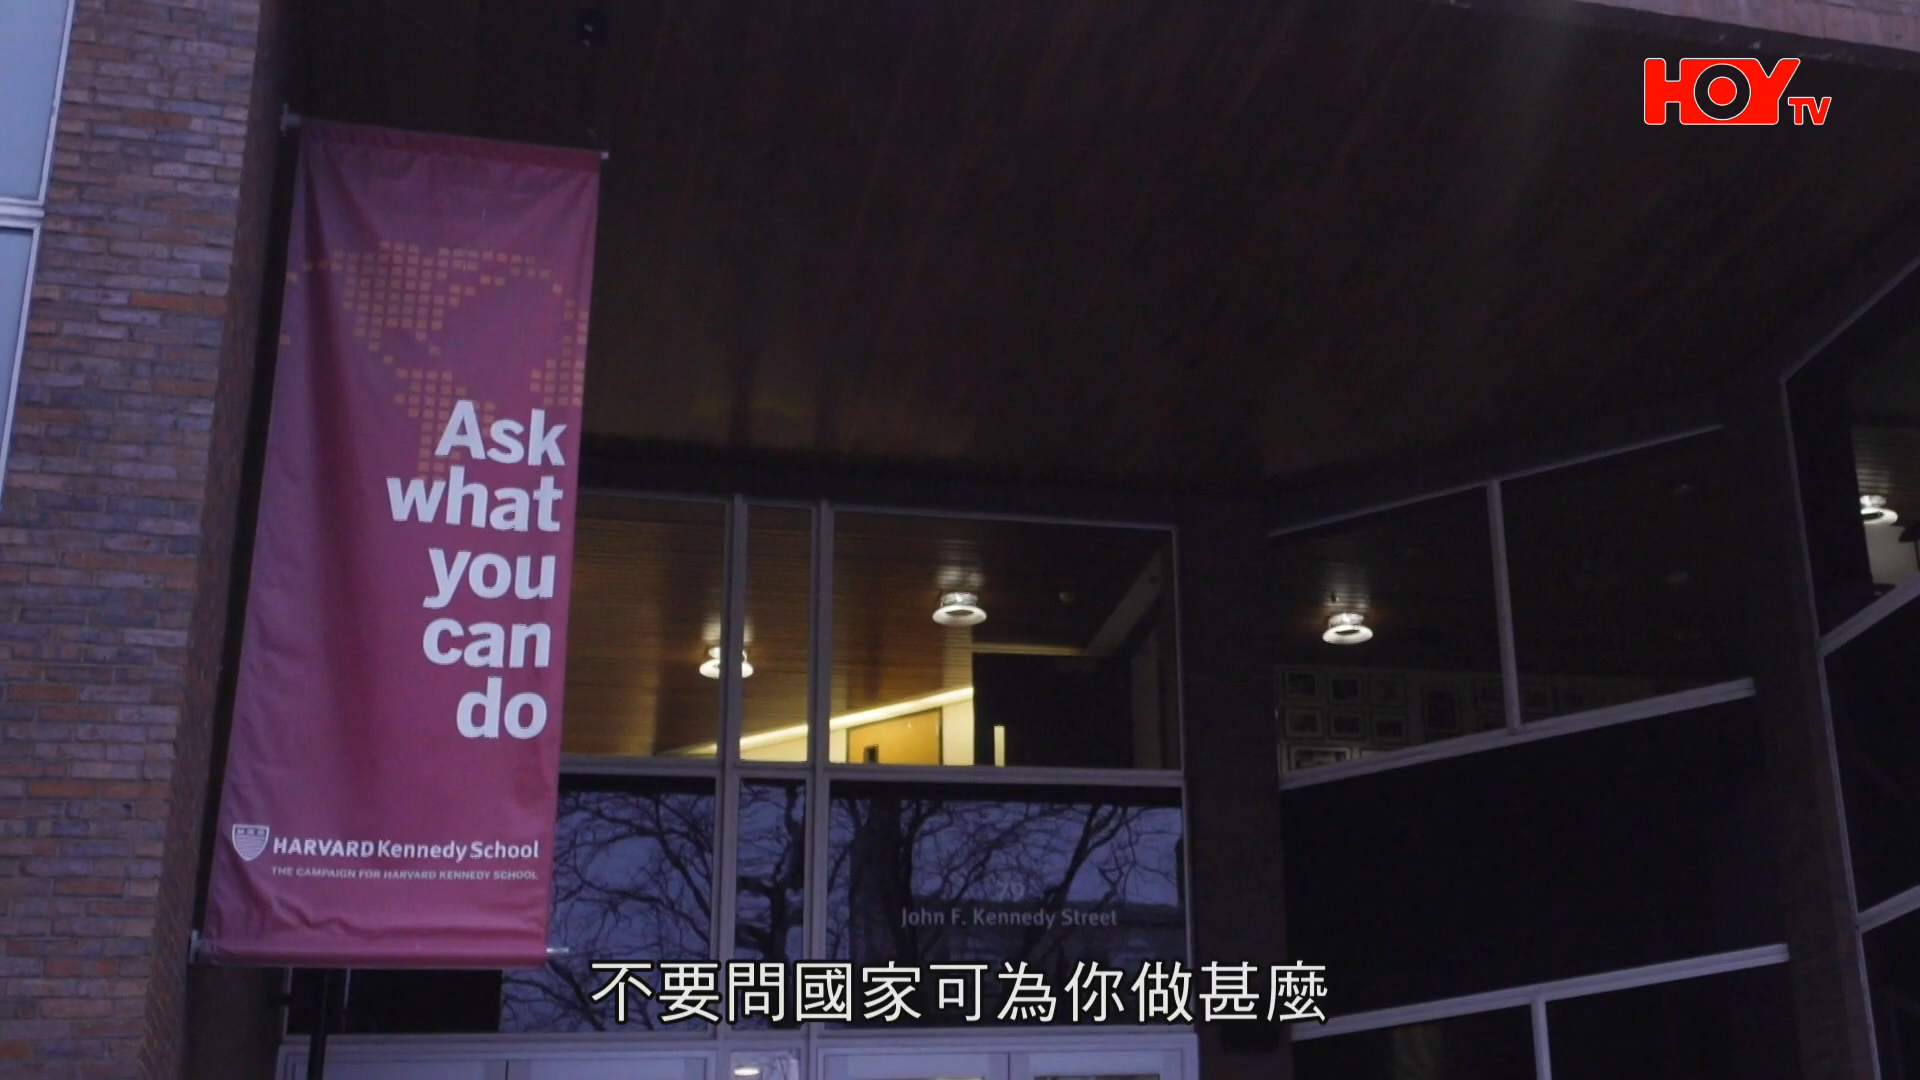 HOY TV
Ask
what
you
can
do
HARVARD Kennedy School
THE CAMPAIGN FOR HARVARD KENNEDY SCHOOL
79
John F. Kennedy Street
不要問國家可為你做甚麼